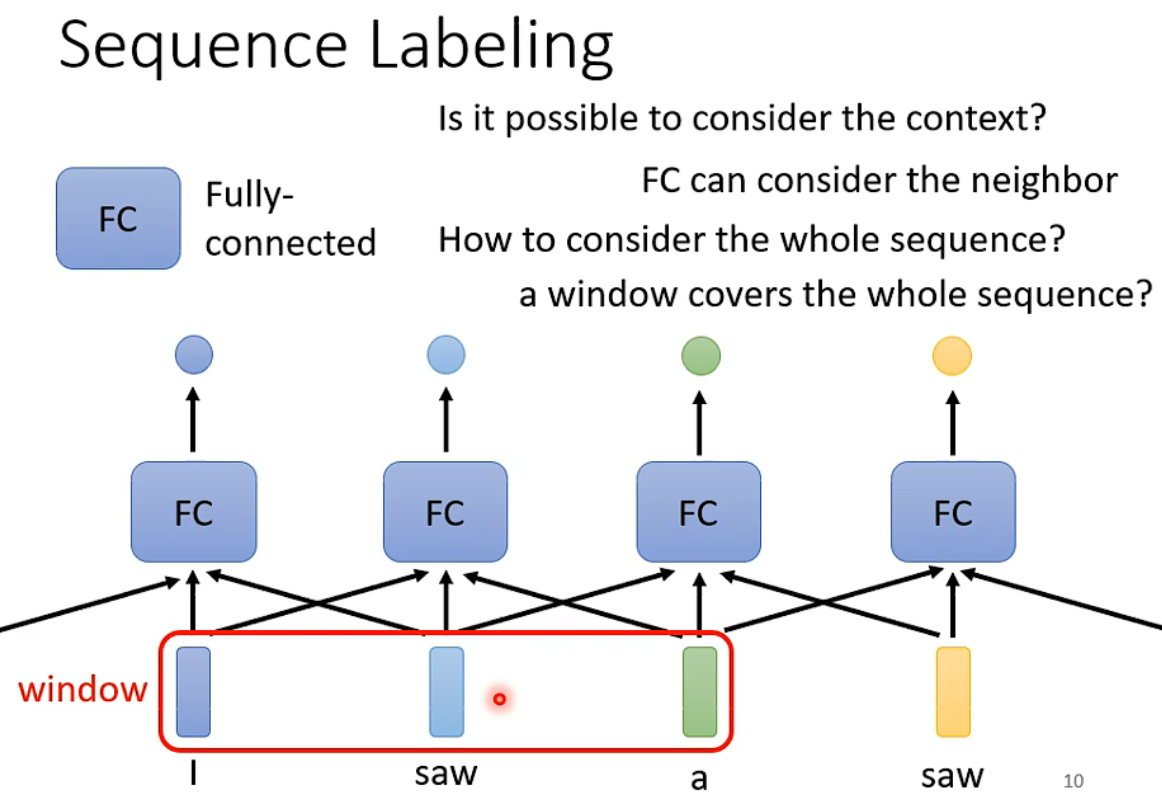 Sequence Labeling
Is it possible to consider the context?
FC can consider the neighbor
FC
Fully-
connected
How to consider the whole sequence?
a window covers the whole sequence?
FC
FC
FC
FC
window
I
saw
a
saw
10